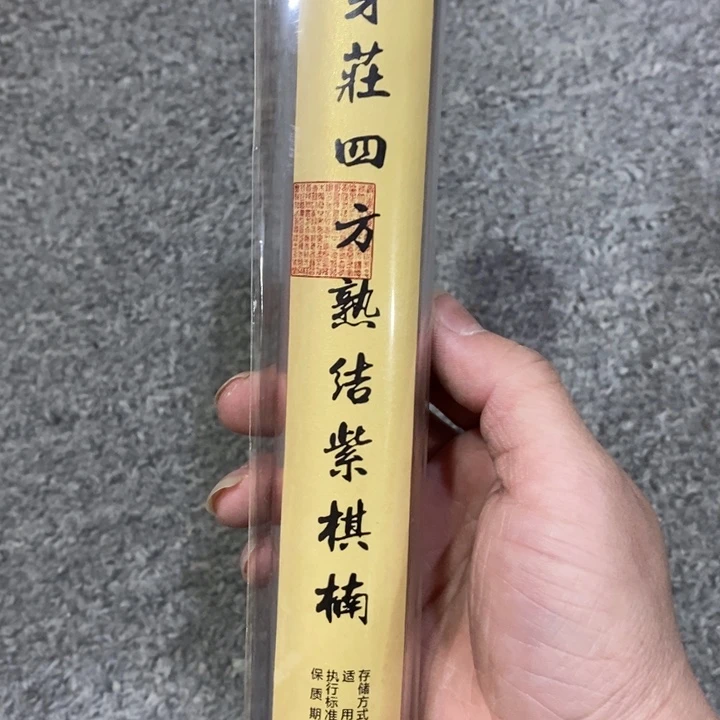 莊四方熟结紫棋楠
存储方式
适用
执行标准
保质期